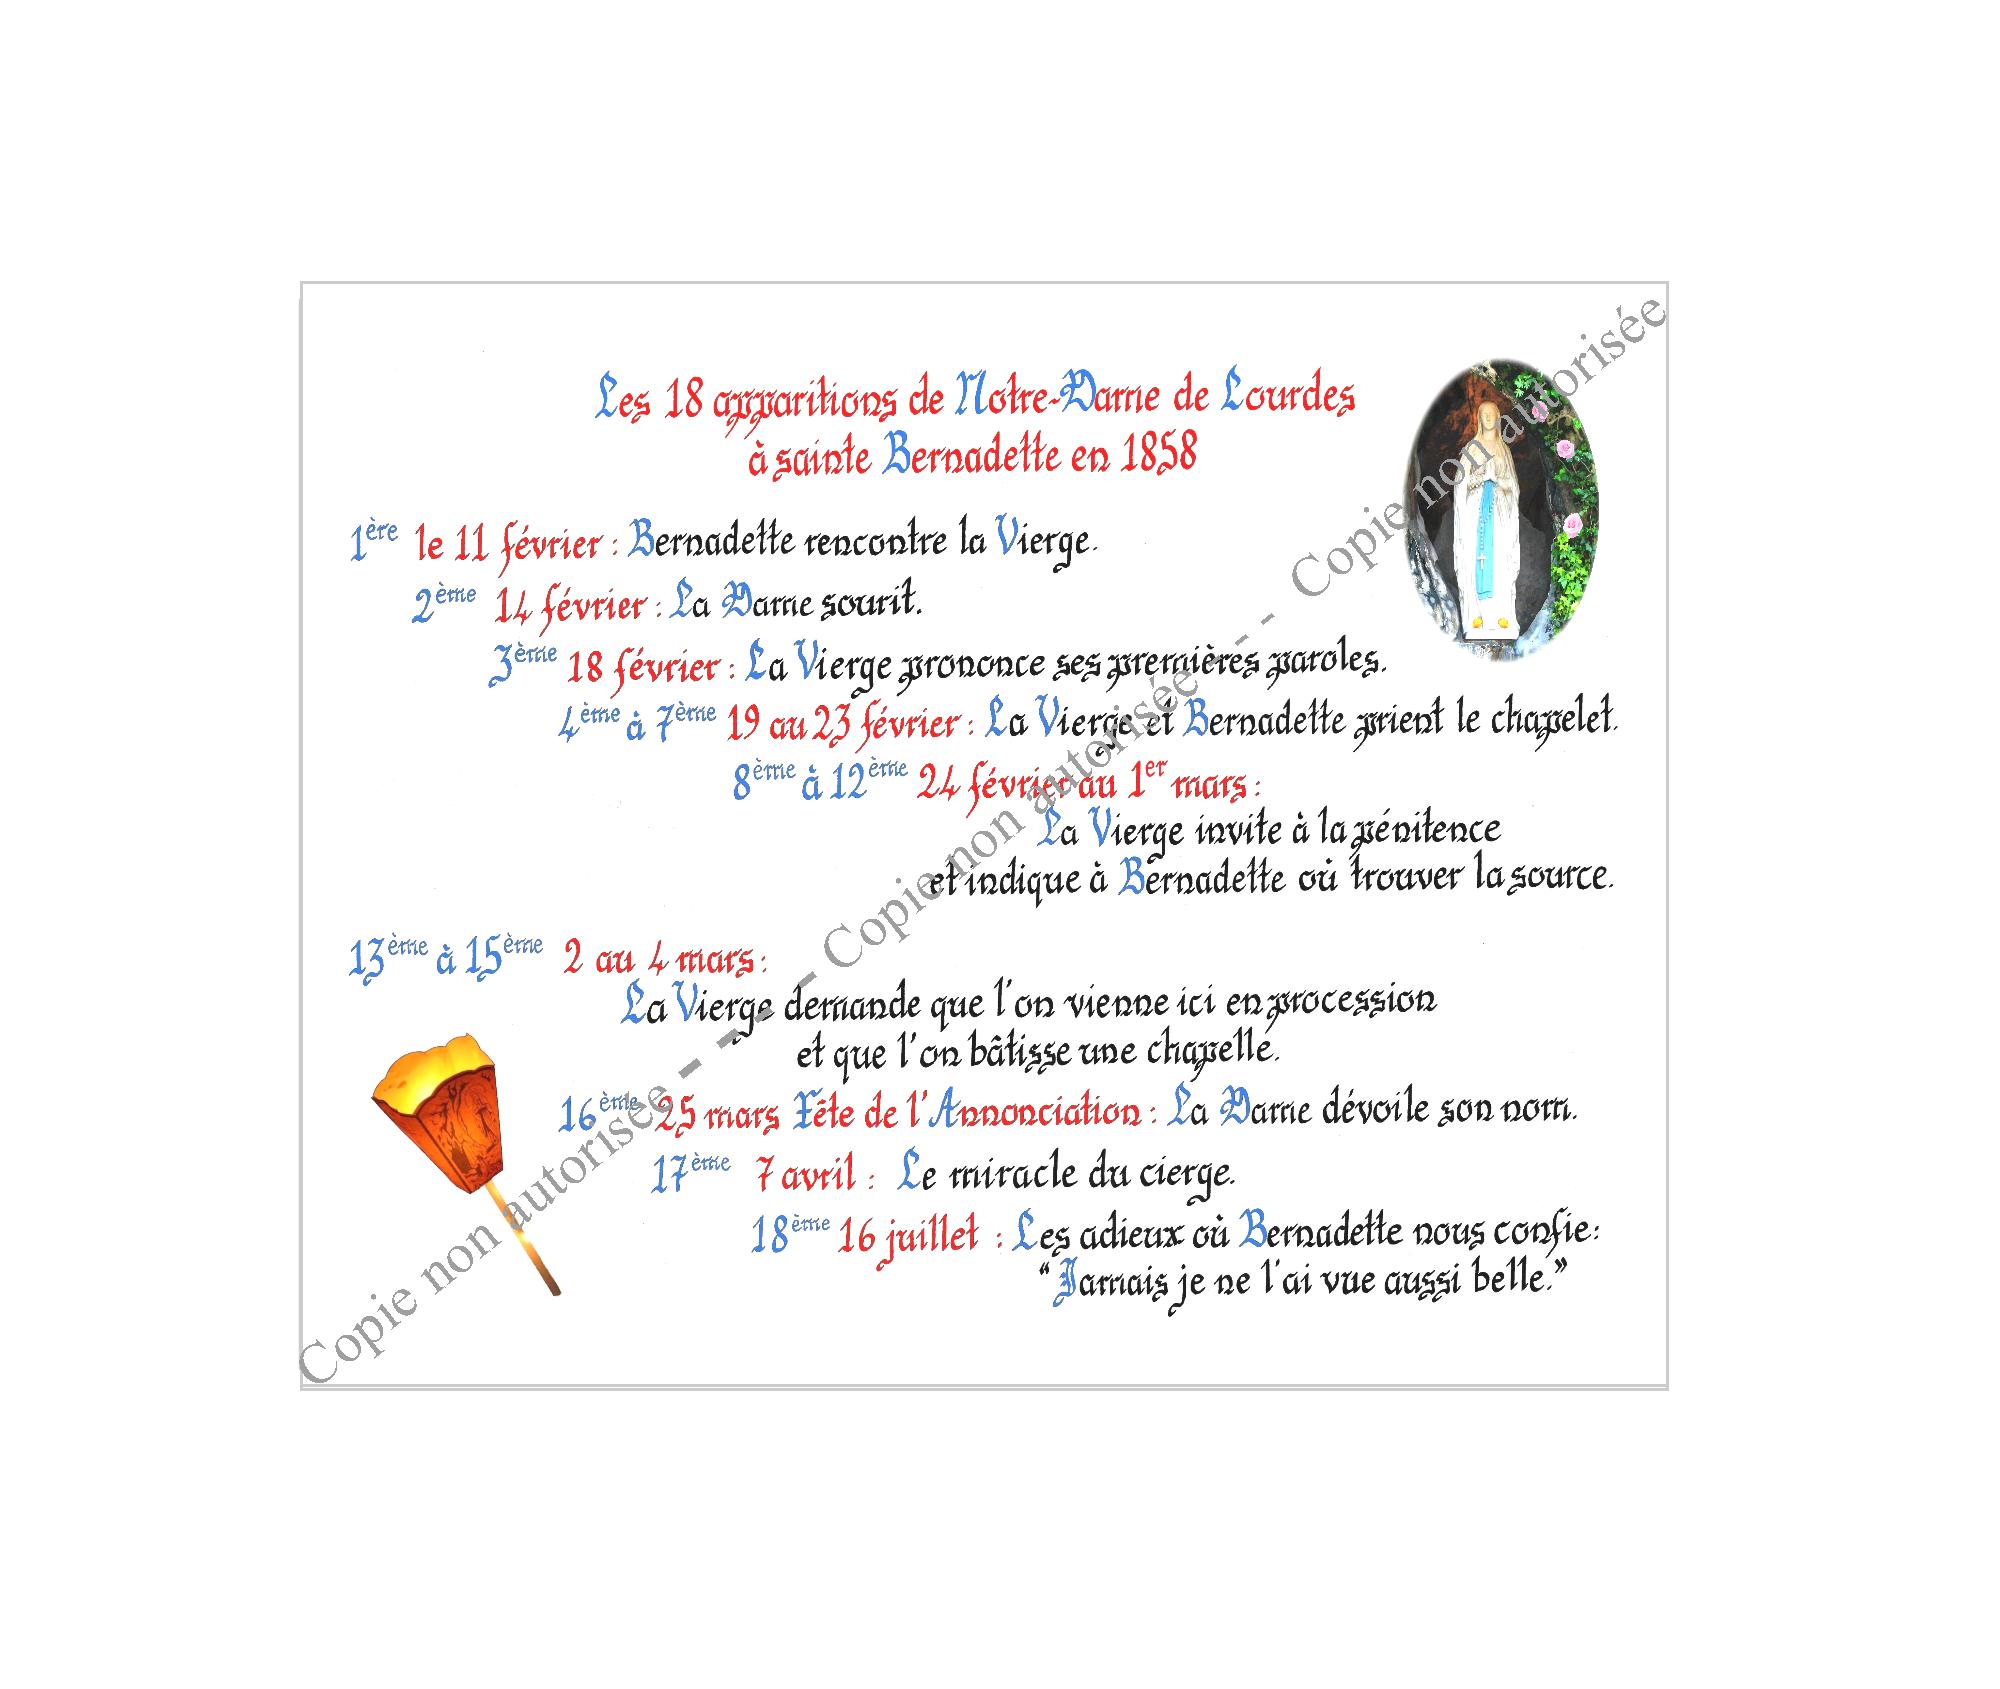 Les 18 apparitions de Notre-Dame de Lourdes
à sainte Bernadette en 1858
1ère le 11 février : Bernadette rencontre la Vierge.
2ème 14 février : La Dame sourit.
3ème 18 février : La Vierge prononce ses premières paroles.
4ème à 7ème 19 au 23 février : La Vierge et Bernadette prient le chapelet.
8ème à 12ème 24 février au 1er mars :
La Vierge invite à la pénitence
et indique à Bernadette où trouver la source.
13ème à 15ème 2 au 4 mars :
La Vierge demande que l'on vienne ici en procession
et que l'on bâtisse une chapelle.
16ème 25 mars Fête de l'Annonciation : La Dame dévoile son nom.
17ème 7 avril : Le miracle du cierge.
18ème 16 juillet : Les adieux où Bernadette nous confie :
“Jamais je ne l'ai vue aussi belle.”
Copie non autorisée - - - - Copie non autorisée - - - Copie non autorisée